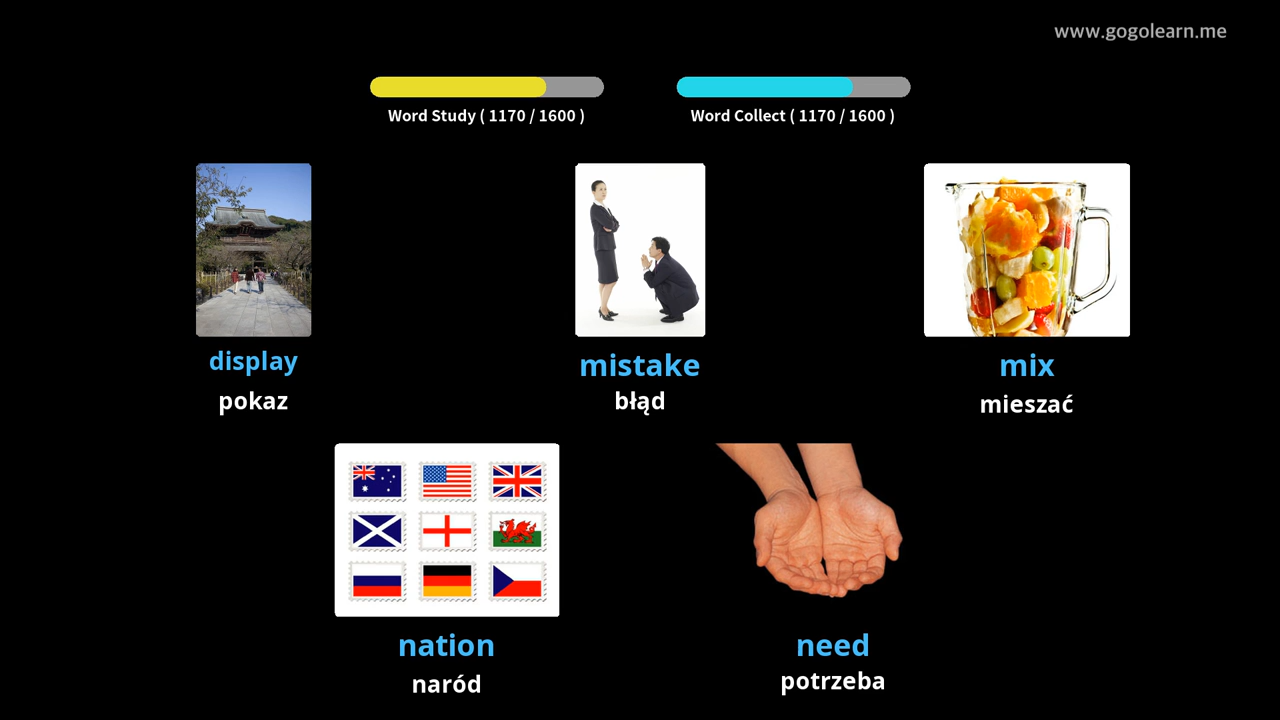 www.gogolearn.me
Word Study ( 1170 / 1600 )
Word Collect ( 1170 / 1600 )
display
pokaz
mistake
błąd
mix
mieszać
nation
naród
need
potrzeba